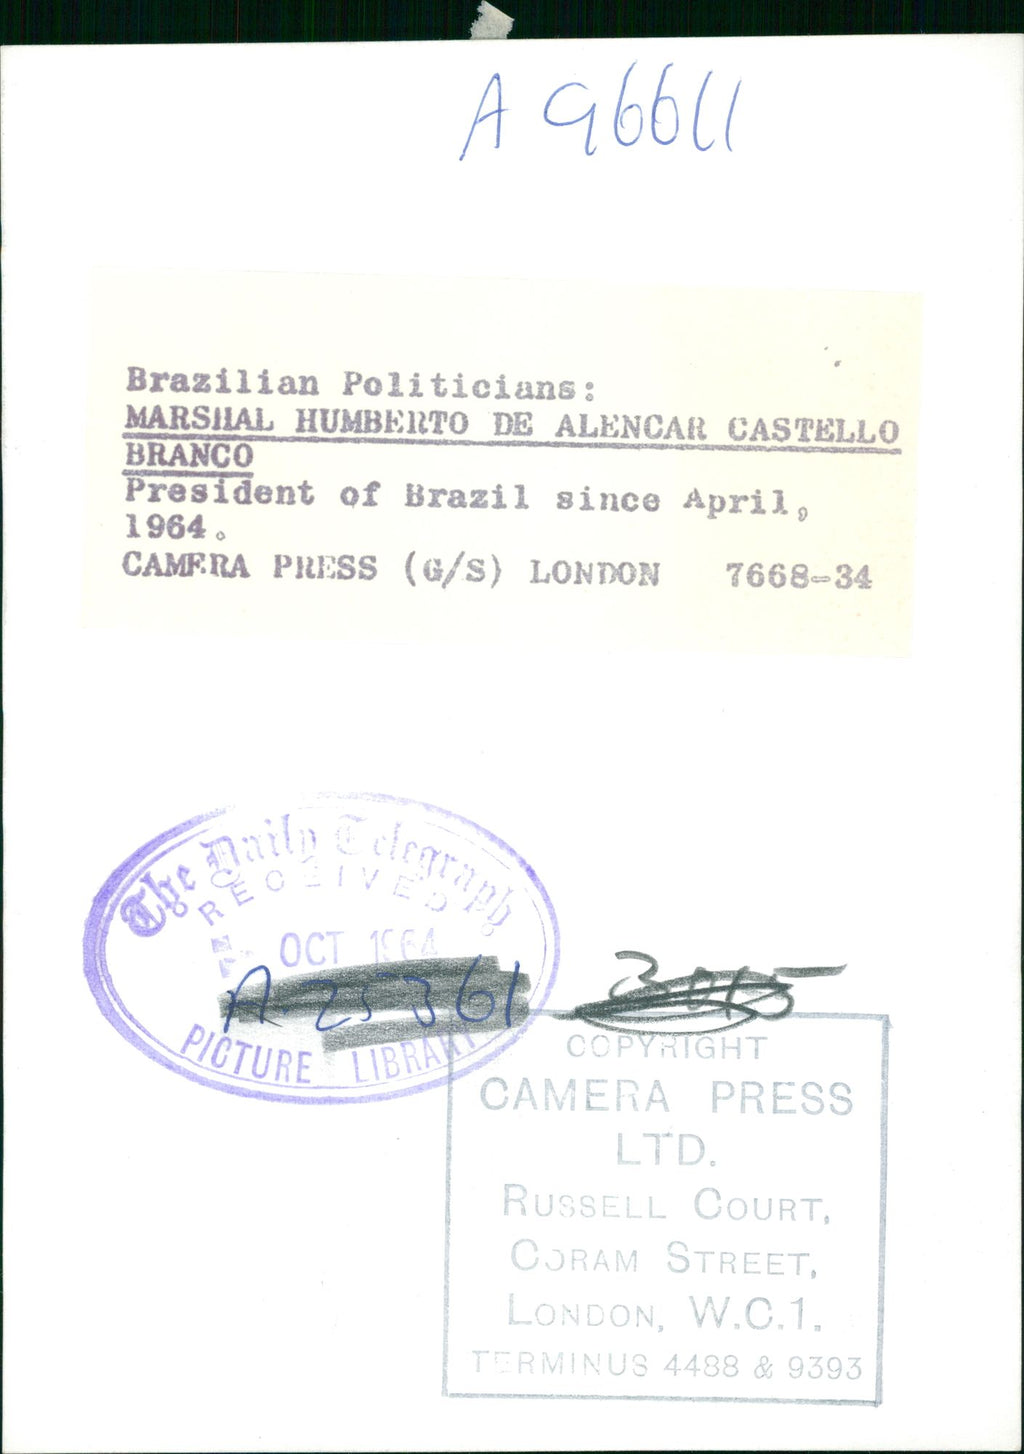 A 96611
Brazilian Politicians:
MARSHAL HUMBERTO DE ALENCAR CASTELLO
BRANCO
President of Brazil since April,
1964.
CAMERA PRESS (G/S) LONDON 7668-34
The Daily Telegraph
RECEIVED
OCT 1964
A.25361
PICTURE LIBRARY
3015
COPYRIGHT
CAMERA PRESS
LTD.
RUSSELL COURT,
CORAM STREET,
LONDON, W.C.1.
TERMINUS 4488 & 9393